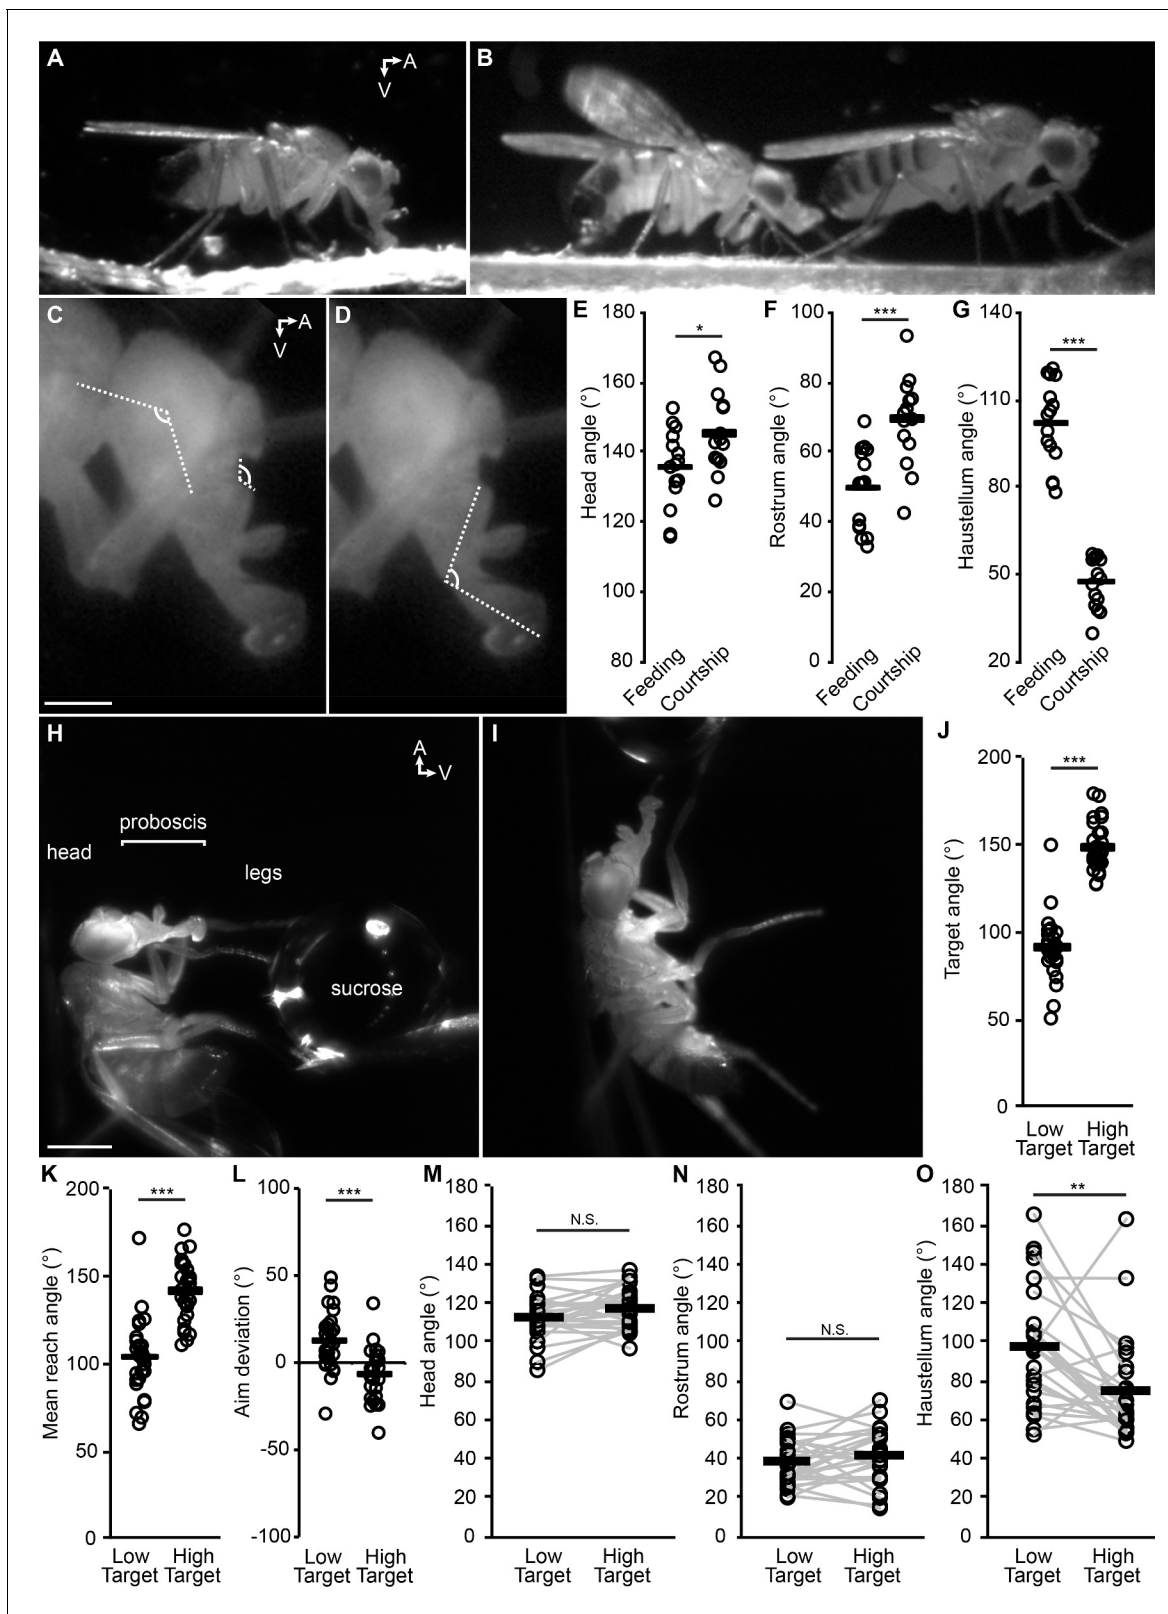 A
A
V
B
C
A
V
D
E
*
Head angle (°)
180
160
140
120
100
80
Feeding
Courtship
F
***
Rostrum angle (°)
100
80
60
40
20
0
Feeding
Courtship
G
***
Haustellum angle (°)
140
110
80
50
20
Feeding
Courtship
H
A
V
proboscis
head
legs
sucrose
I
J
***
Target angle (°)
200
150
100
50
0
Low Target
High Target
K
***
Mean reach angle (°)
200
150
100
50
0
Low Target
High Target
L
***
Aim deviation (°)
100
50
0
-50
-100
Low Target
High Target
M
N.S.
Head angle (°)
180
160
140
120
100
80
60
40
20
0
Low Target
High Target
N
N.S.
Rostrum angle (°)
180
160
140
120
100
80
60
40
20
0
Low Target
High Target
O
**
Haustellum angle (°)
180
160
140
120
100
80
60
40
20
0
Low Target
High Target